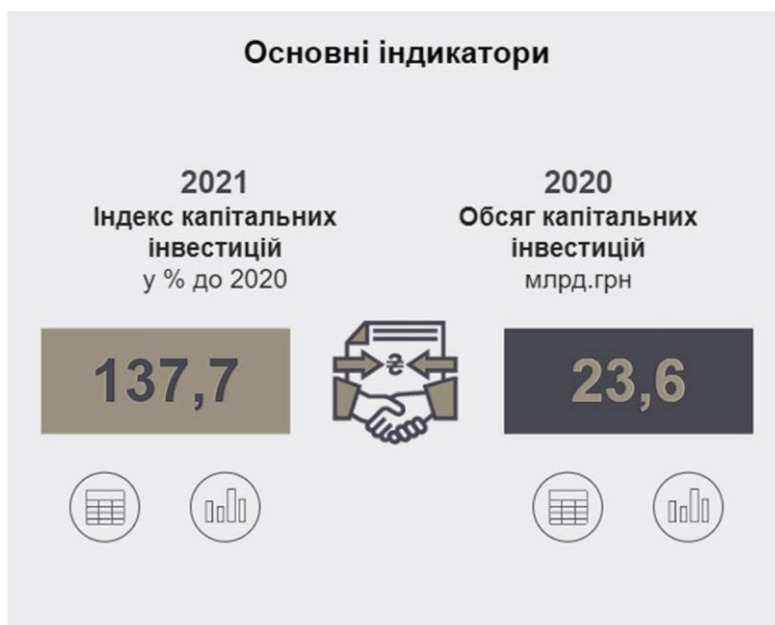 Основні індикатори
2021
Індекс капітальних
інвестицій
у % до 2020
137,7
2020
Обсяг капітальних
інвестицій
млрд.грн
₴
23,6